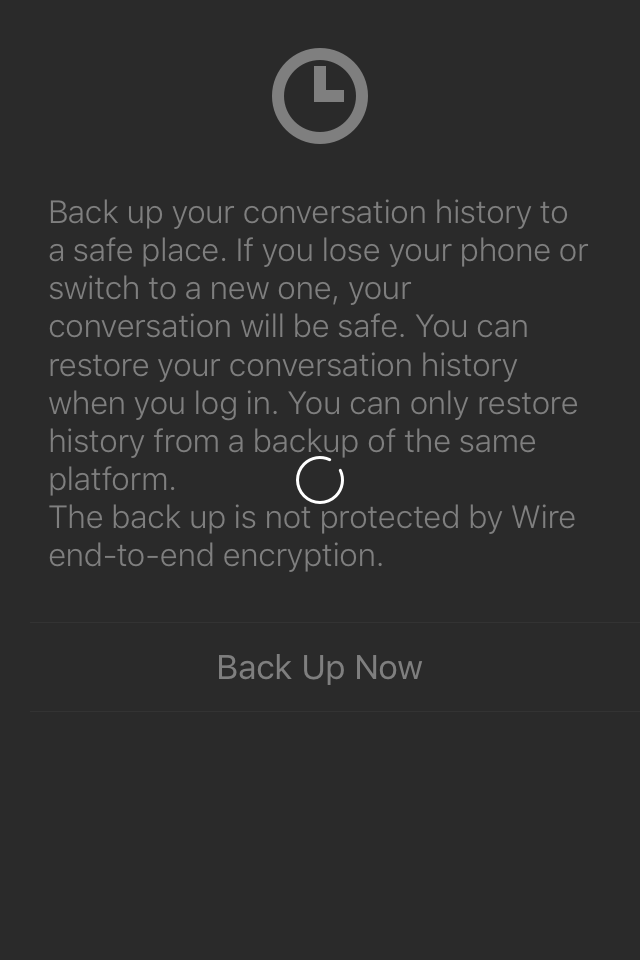 Back up your conversation history to
a safe place. If you lose your phone or
switch to a new one, your
conversation will be safe. You can
restore your conversation history
when you log in. You can only restore
history from a backup of the same
platform.
The back up is not protected by Wire
end-to-end encryption.
Back Up Now